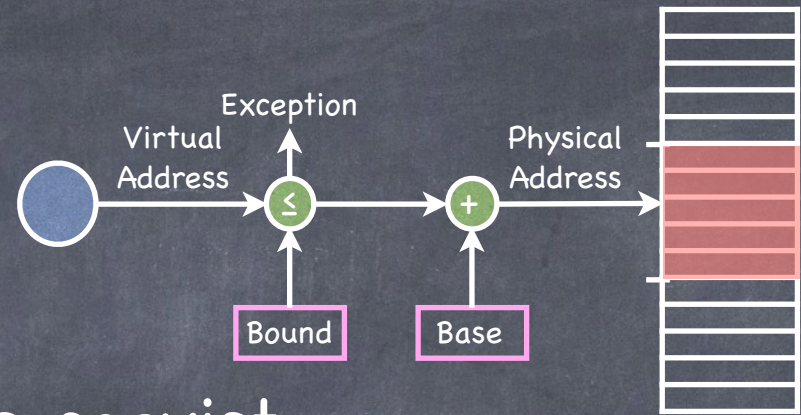 Exception
Virtual
Address
≤
+
Physical
Address
Bound
Base